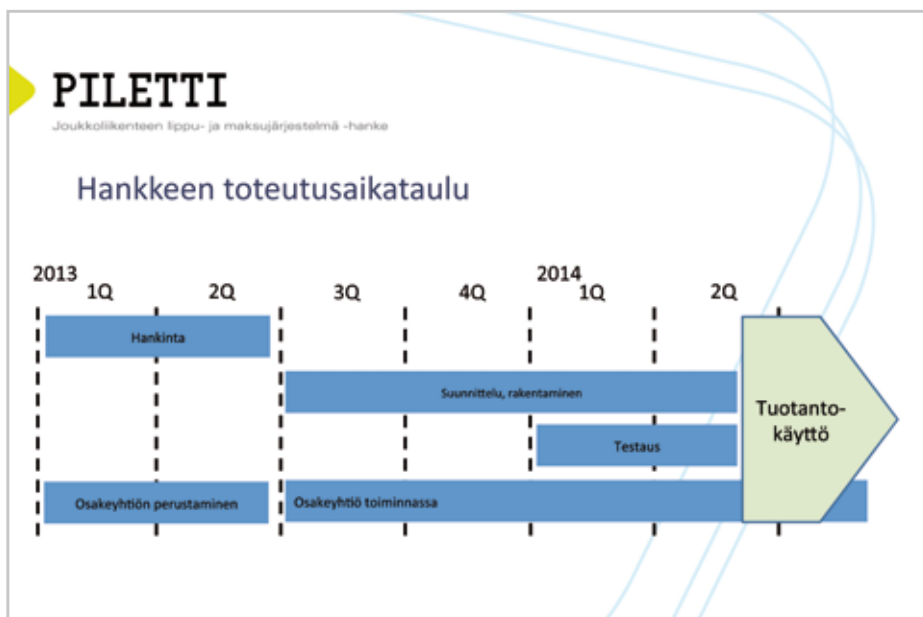 PILETTI
Joukkoliikenteen lippu- ja maksujärjestelmä -hanke
Hankkeen toteutusaikataulu
2013 2014
1Q 2Q 3Q 4Q 1Q 2Q
Hankinta
Suunnittelu, rakentaminen
Testaus
Tuotanto-
käyttö
Osakeyhtiön perustaminen
Osakeyhtiö toiminnassa